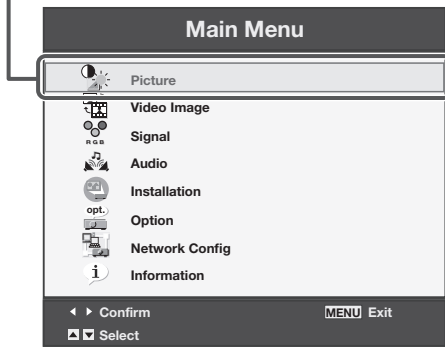 Main Menu
Picture
Video Image
RGB
Signal
Audio
Installation
opt.
Option
Network Config
i
Information
Confirm
MENU Exit
Select